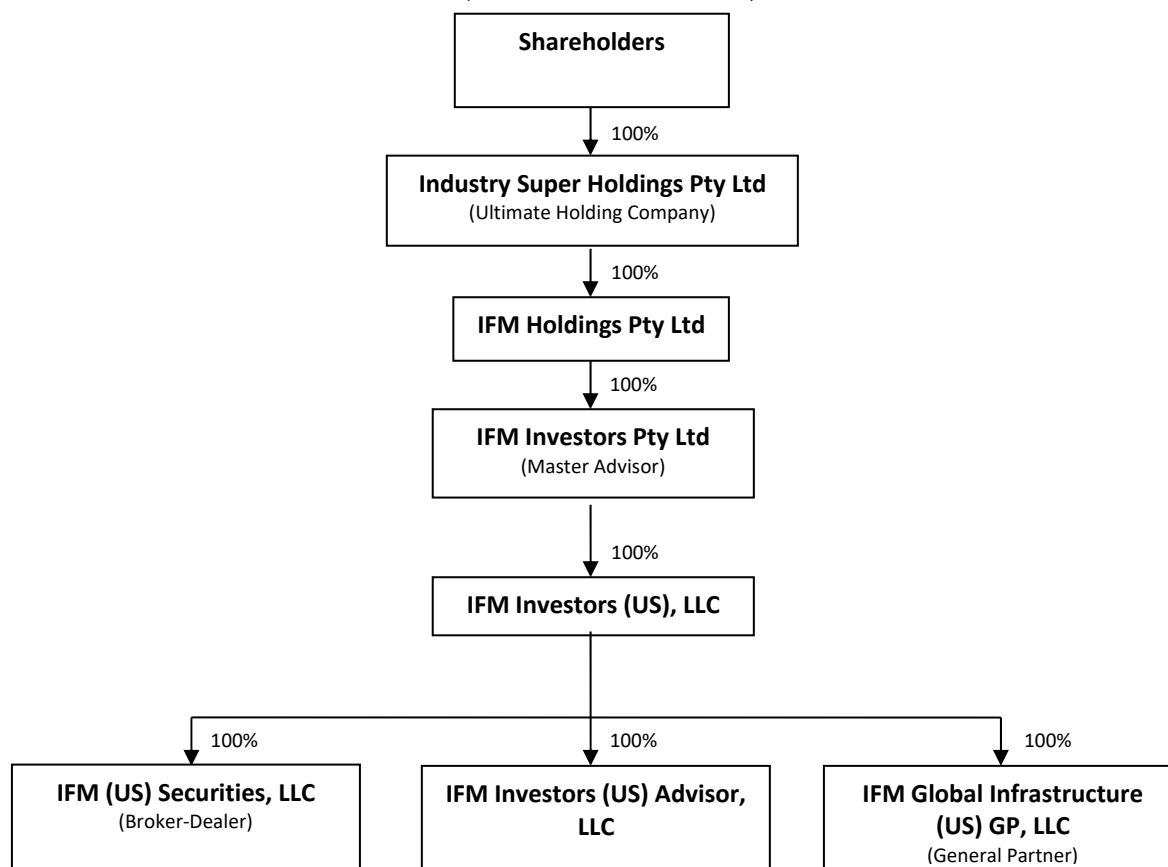 Shareholders
100%
Industry Super Holdings Pty Ltd
(Ultimate Holding Company)
100%
IFM Holdings Pty Ltd
100%
IFM Investors Pty Ltd
(Master Advisor)
100%
IFM Investors (US), LLC
100%
100%
100%
IFM (US) Securities, LLC
(Broker-Dealer)
IFM Investors (US) Advisor,
LLC
IFM Global Infrastructure
(US) GP, LLC
(General Partner)